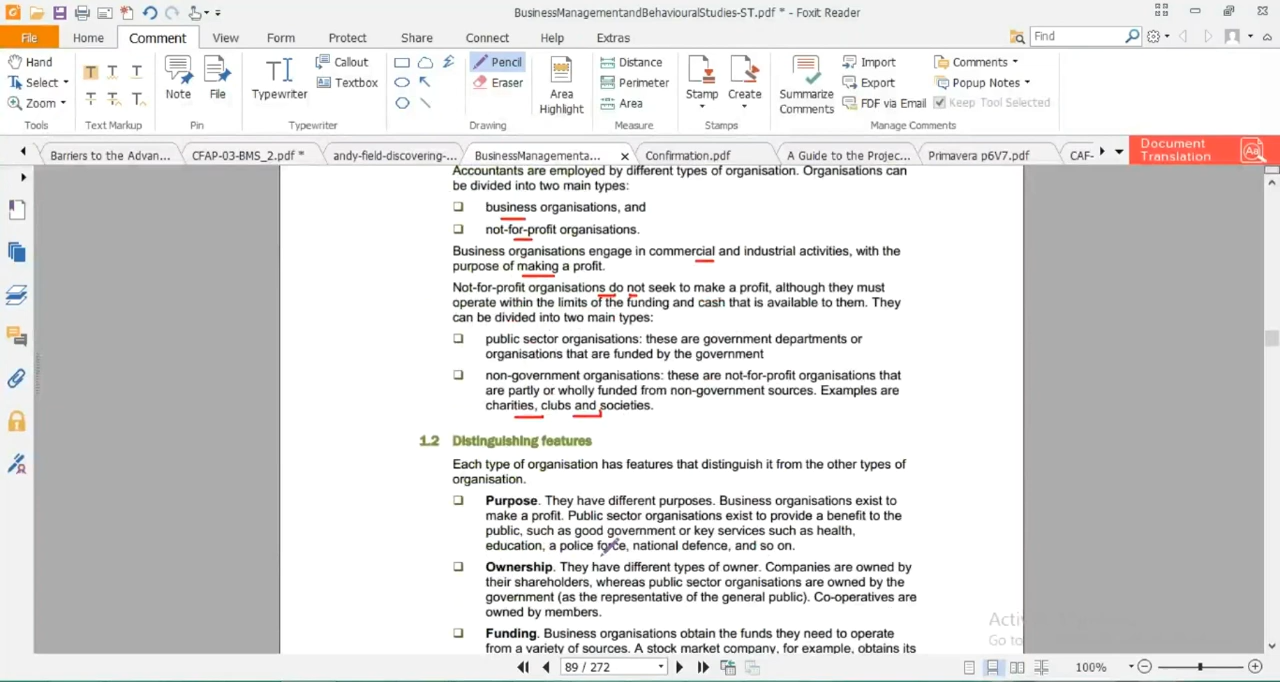 BusinessManagementandBehaviouralStudies-ST.pdf * - Foxit Reader
File Home Comment View Form Protect Share Connect Help Extras Find
Hand Select Zoom Tools
Text Markup
Note File Pin
Typewriter Callout Textbox Typewriter
Pencil Eraser Drawing
Area Highlight
Distance Perimeter Area Measure
Stamp Create Stamps
Summarize Comments Import Export FDF via Email Comments Popup Notes Keep Tool Selected Manage Comments
Barriers to the Advan... CFAP-03-BMS_2.pdf * andy-field-discovering-... BusinessManagementa... Confirmation.pdf A Guide to the Projec... Primavera p6V7.pdf CAF-
Document Translation
Accountants are employed by different types of organisation. Organisations can
be divided into two main types:
business organisations, and
not-for-profit organisations.
Business organisations engage in commercial and industrial activities, with the
purpose of making a profit.
Not-for-profit organisations do not seek to make a profit, although they must
operate within the limits of the funding and cash that is available to them. They
can be divided into two main types:
public sector organisations: these are government departments or
organisations that are funded by the government
non-government organisations: these are not-for-profit organisations that
are partly or wholly funded from non-government sources. Examples are
charities, clubs and societies.
1.2 Distinguishing features
Each type of organisation has features that distinguish it from the other types of
organisation.
Purpose. They have different purposes. Business organisations exist to
make a profit. Public sector organisations exist to provide a benefit to the
public, such as good government or key services such as health,
education, a police force, national defence, and so on.
Ownership. They have different types of owner. Companies are owned by
their shareholders, whereas public sector organisations are owned by the
government (as the representative of the general public). Co-operatives are
owned by members.
Funding. Business organisations obtain the funds they need to operate
from a variety of sources. A stock market company, for example, obtains its
89 / 272
100%